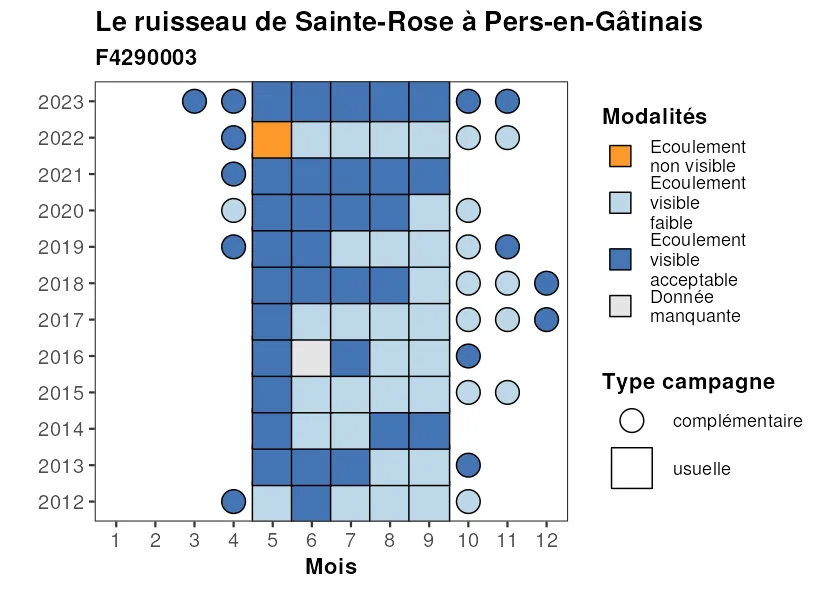 Le ruisseau de Sainte-Rose à Pers-en-Gâtinais
F4290003
2023
2022
2021
2020
2019
2018
2017
2016
2015
2014
2013
2012
1 2 3 4 5 6 7 8 9 10 11 12
Mois
Modalités
Ecoulement
non visible
Ecoulement
visible
faible
Ecoulement
visible
acceptable
Donnée
manquante
Type campagne
complémentaire
usuelle